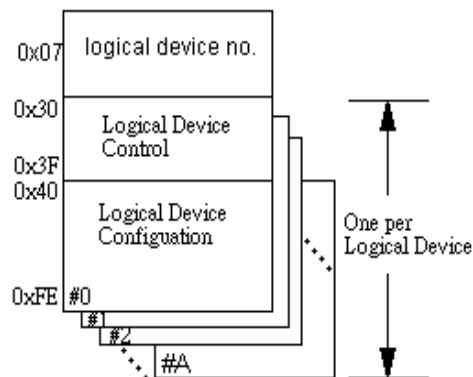 0x07
logical device no.
0x30
Logical Device
Control
0x3F
0x40
Logical Device
Configuation
One per
Logical Device
0xFE
#0
#1
#2
#A